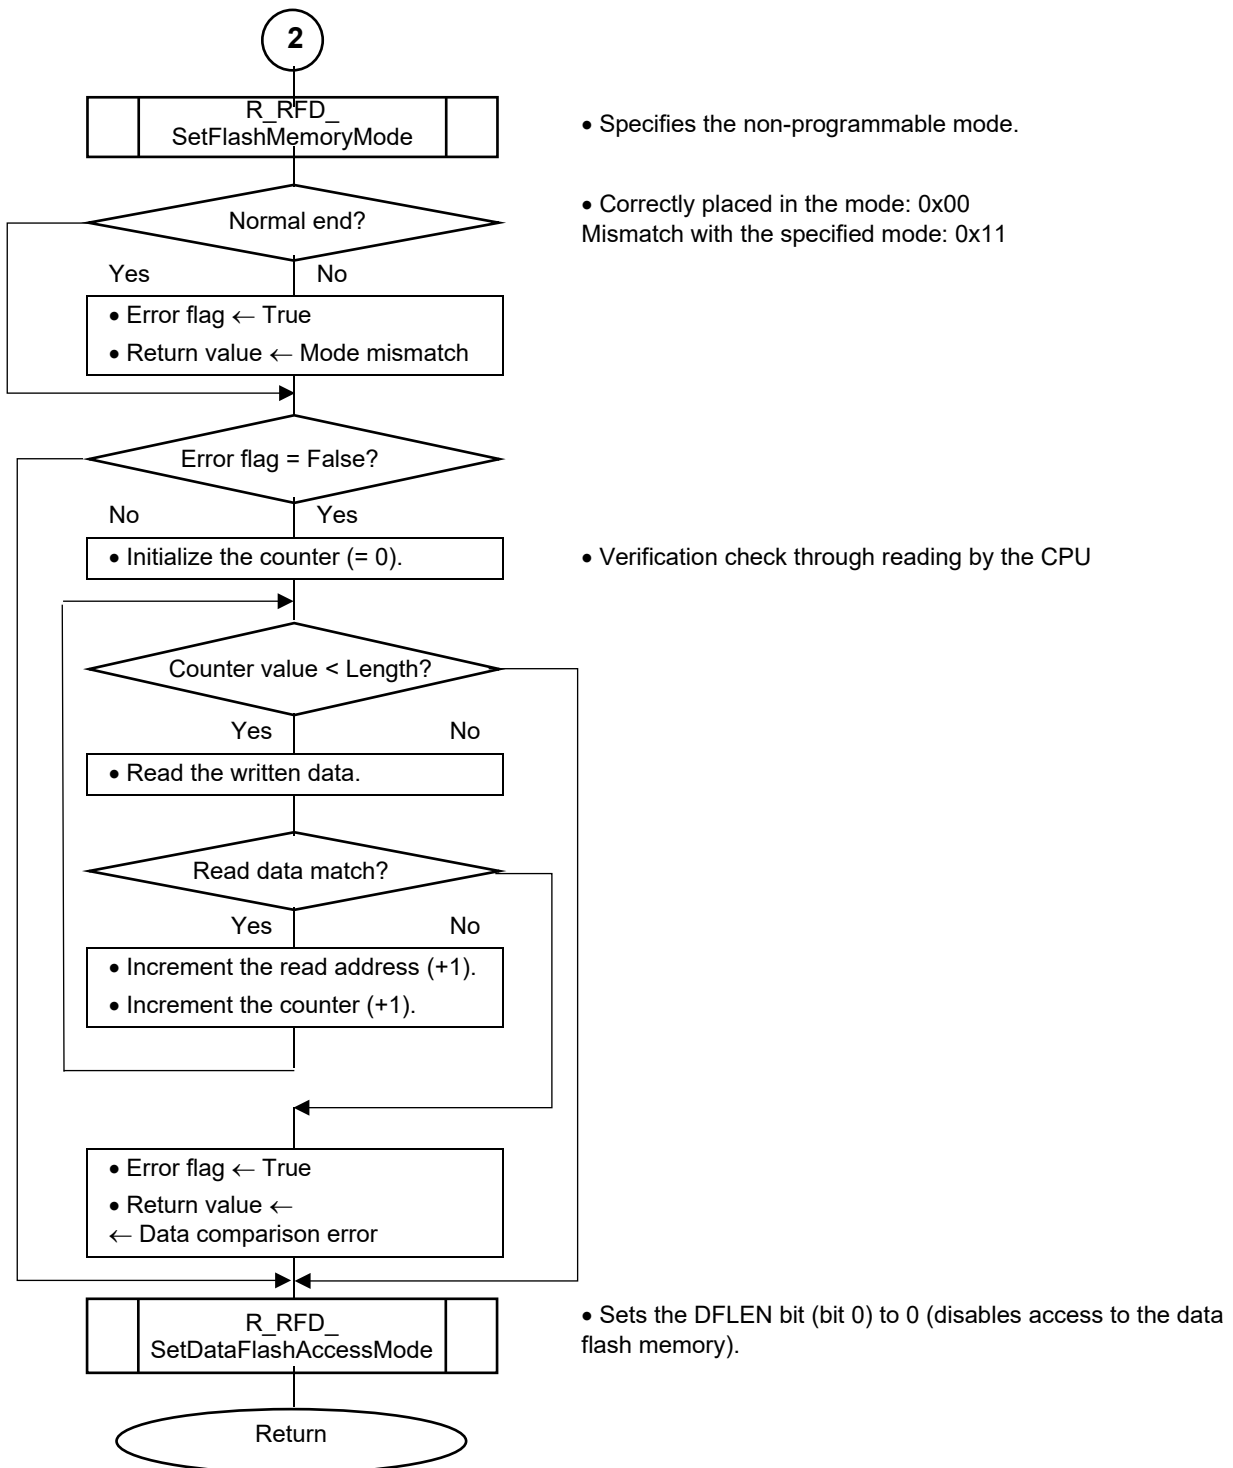 2
R_RFD_
SetFlashMemoryMode
• Specifies the non-programmable mode.
Normal end?
• Correctly placed in the mode: 0x00
Mismatch with the specified mode: 0x11
Yes No
• Error flag ← True
• Return value ← Mode mismatch
Error flag = False?
No Yes
• Initialize the counter (= 0).
• Verification check through reading by the CPU
Counter value < Length?
Yes No
• Read the written data.
Read data match?
Yes No
• Increment the read address (+1).
• Increment the counter (+1).
• Error flag ← True
• Return value ←
← Data comparison error
R_RFD_
SetDataFlashAccessMode
• Sets the DFLEN bit (bit 0) to 0 (disables access to the data
flash memory).
Return